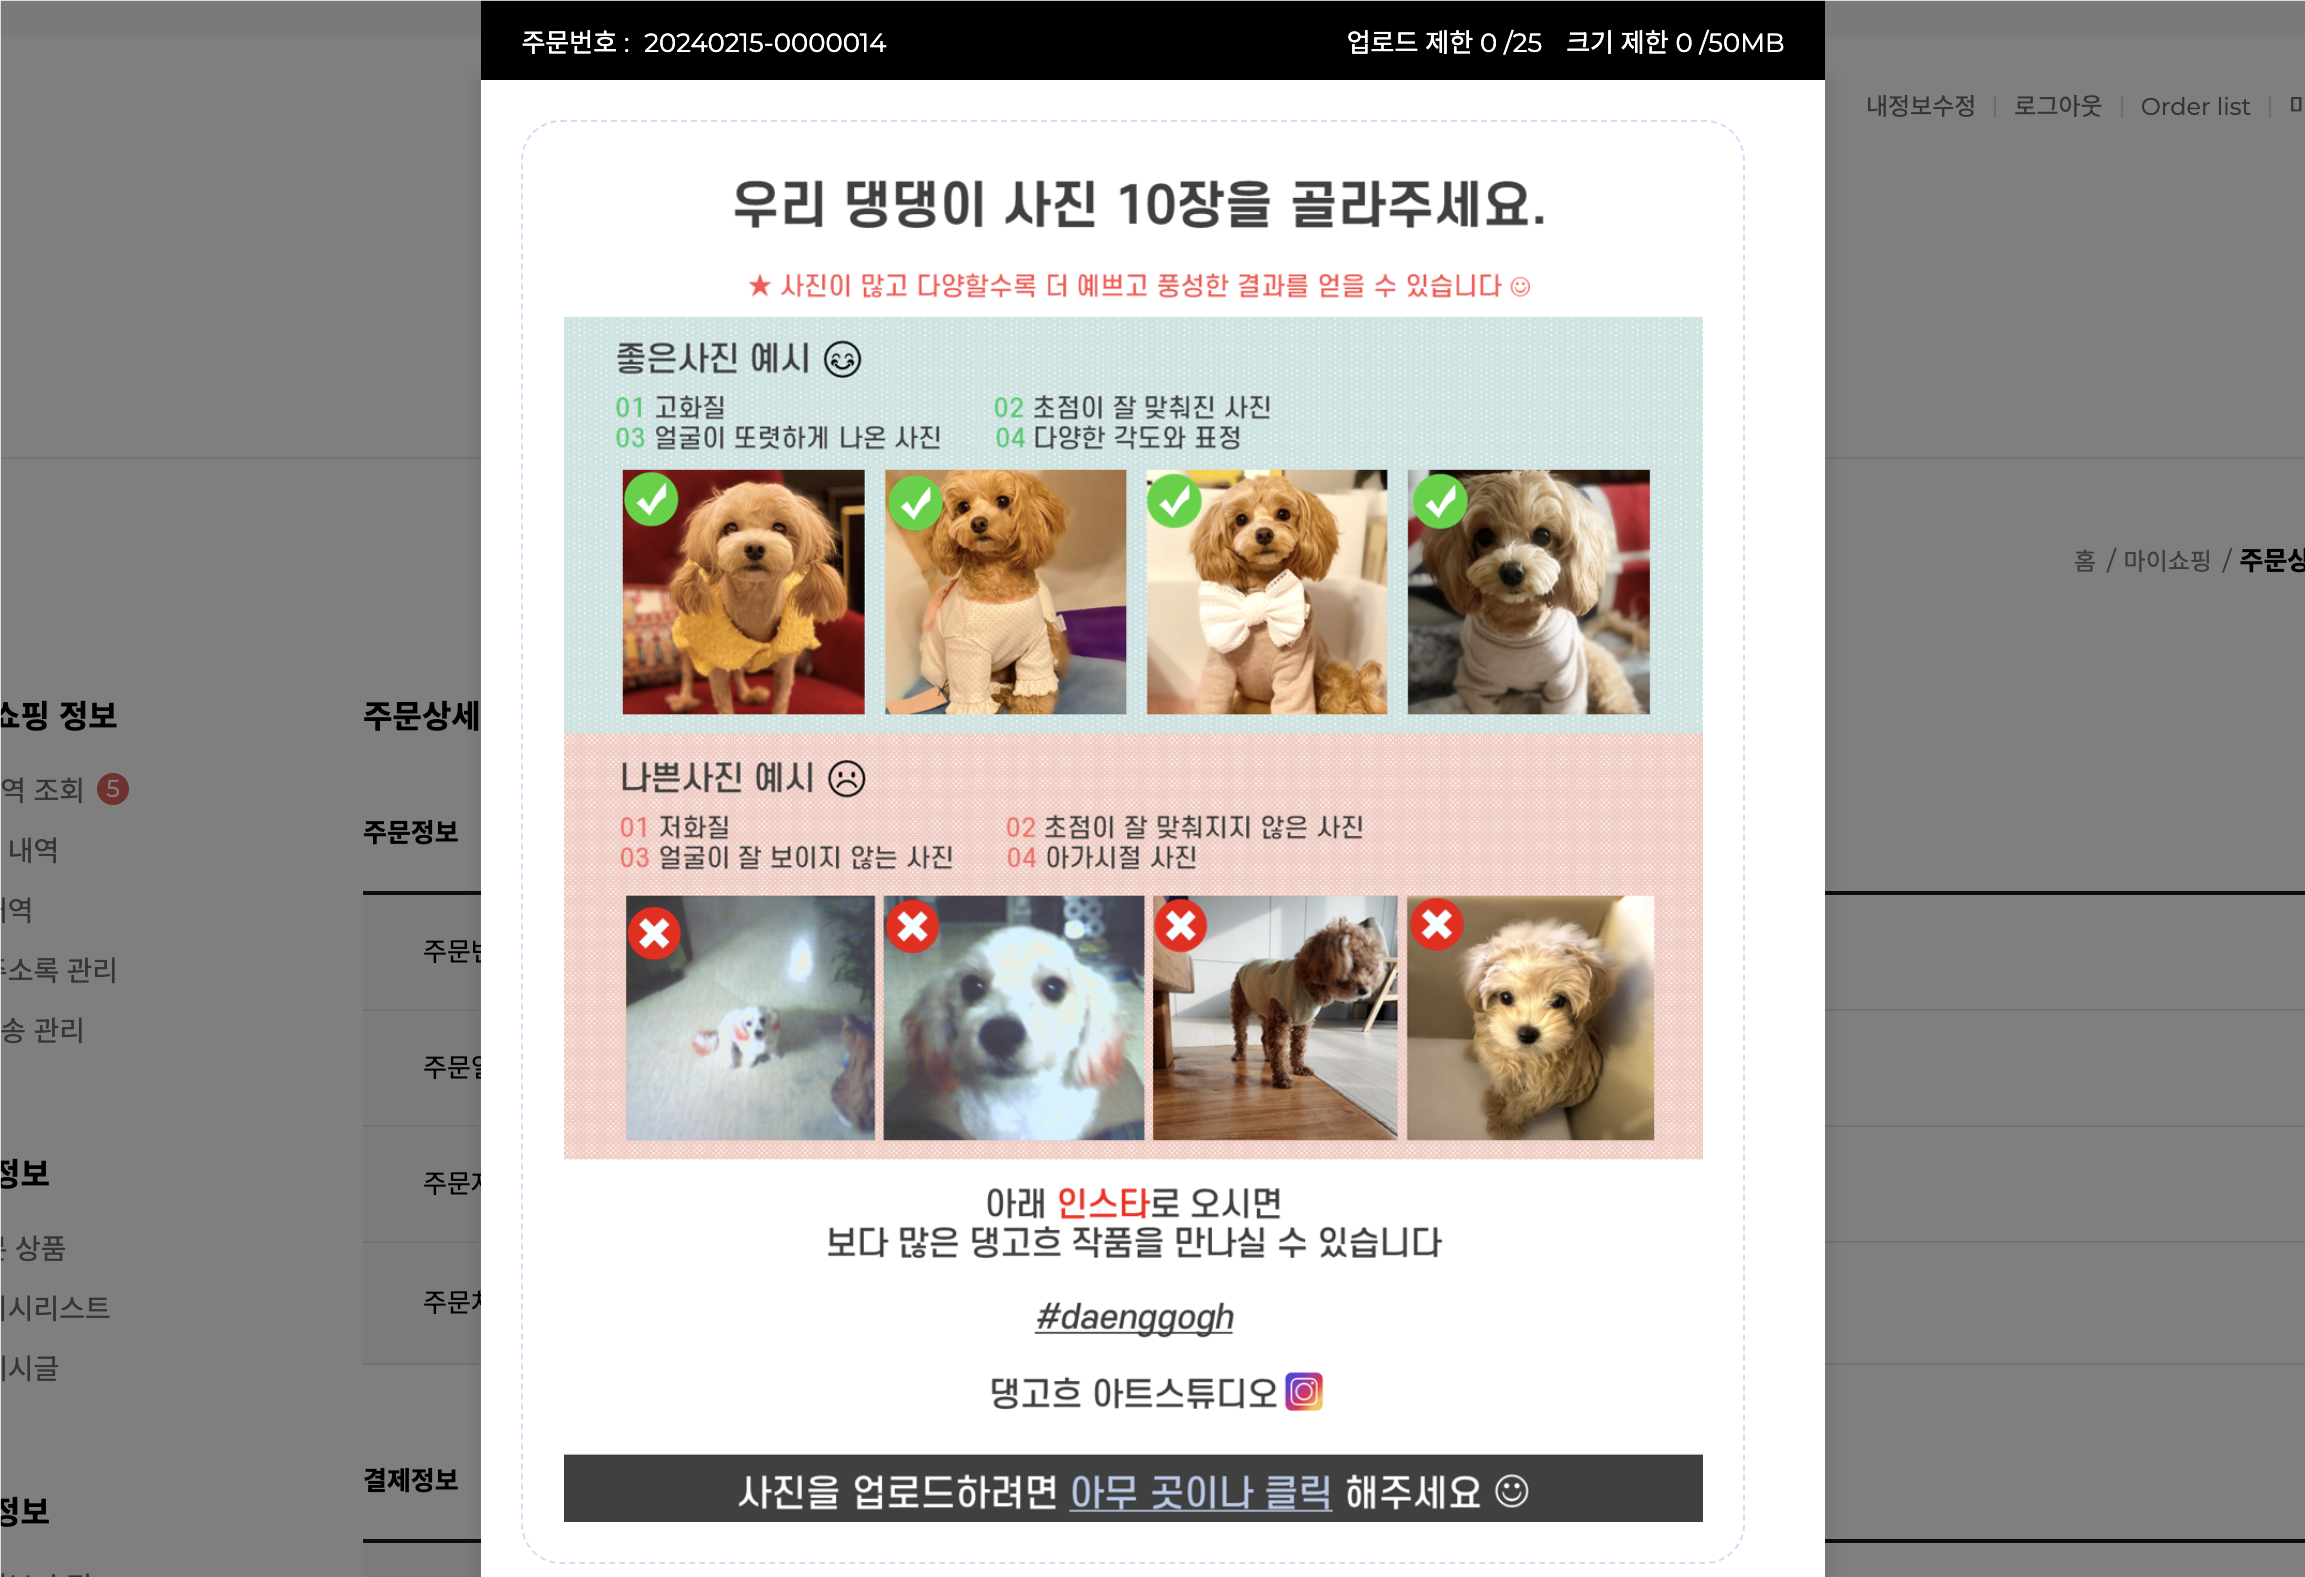 주문번호 : 20240215-0000014
업로드 제한 0 /25 크기 제한 0 /50MB
내정보수정
로그아웃
Order list
우리 댕댕이 사진 10장을 골라주세요.
★ 사진이 많고 다양할수록 더 예쁘고 풍성한 결과를 얻을 수 있습니다 ☺
좋은사진 예시 😊
01 고화질
02 초점이 잘 맞춰진 사진
03 얼굴이 또렷하게 나온 사진
04 다양한 각도와 표정
홈 / 마이쇼핑 / 주문상
쇼핑 정보
역 조회 5
내역
역
주소록 관리
송 관리
정보
상품
시리스트
시글
정보
주문상세
주문정보
주문
주문
주문
주문
결제정보
나쁜사진 예시 ☹
01 저화질
02 초점이 잘 맞춰지지 않은 사진
03 얼굴이 잘 보이지 않는 사진
04 아가시절 사진
아래 인스타로 오시면
보다 많은 댕고흐 작품을 만나실 수 있습니다
#daenggogh
댕고흐 아트스튜디오
사진을 업로드하려면 아무 곳이나 클릭 해주세요 ☺